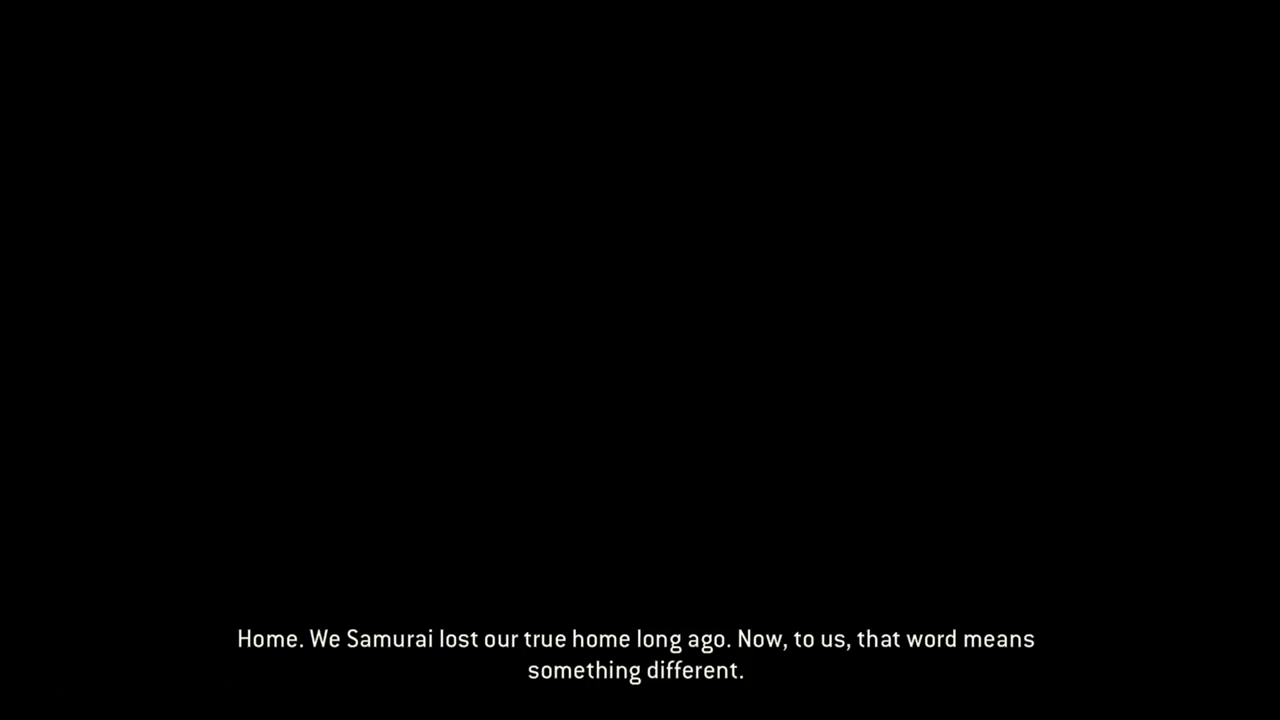 Home. We Samurai lost our true home long ago. Now, to us, that word means
something different.